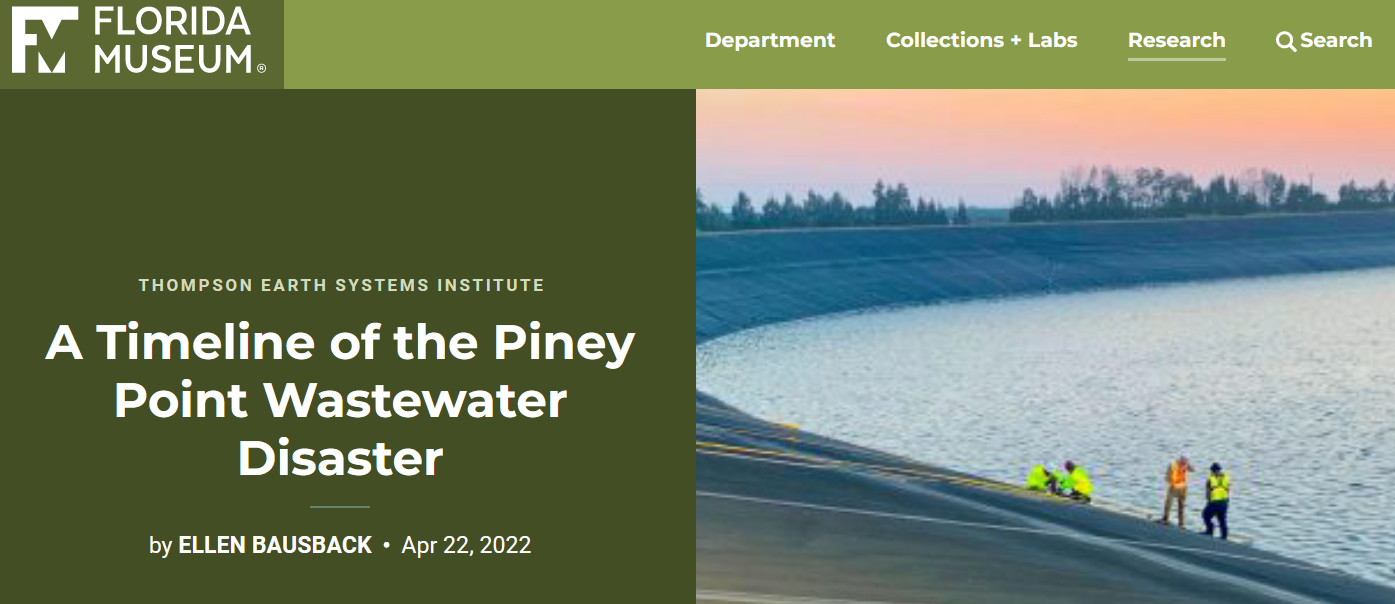 FLORIDA
MUSEUM®
Department
Collections + Labs
Research
Search
THOMPSON EARTH SYSTEMS INSTITUTE
A Timeline of the Piney
Point Wastewater
Disaster
by ELLEN BAUSBACK • Apr 22, 2022